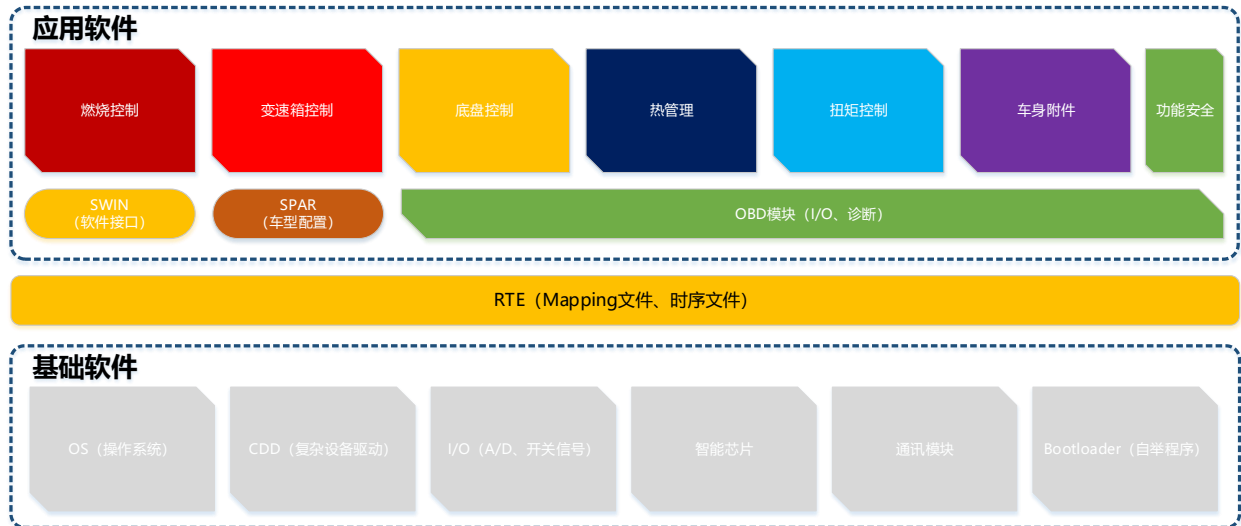 应用软件
燃烧控制
变速箱控制
底盘控制
热管理
扭矩控制
车身附件
功能安全
SWIN
（软件接口）
SPAR
（车型配置）
OBD模块（I/O、诊断）
RTE（Mapping文件、时序文件）
基础软件
OS（操作系统）
CDD（复杂设备驱动）
I/O（A/D、开关信号）
智能芯片
通讯模块
Bootloader（自举程序）